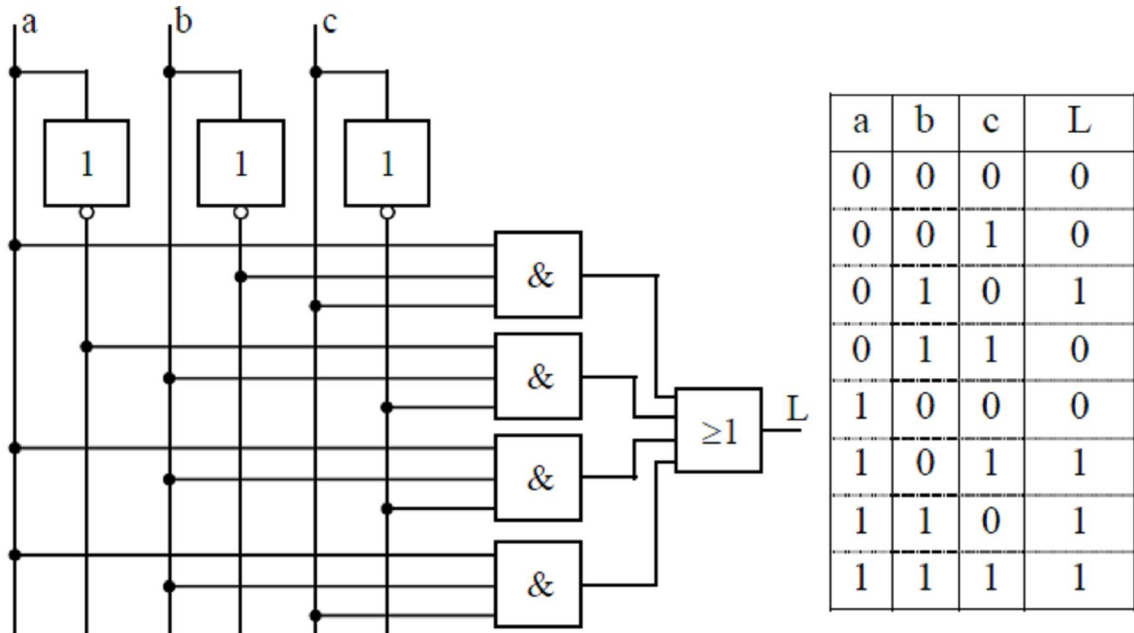 a b c
1 1 1
&
&
&
&
≥1
L
a b c L
0 0 0 0
0 0 1 0
0 1 0 1
0 1 1 0
1 0 0 0
1 0 1 1
1 1 0 1
1 1 1 1